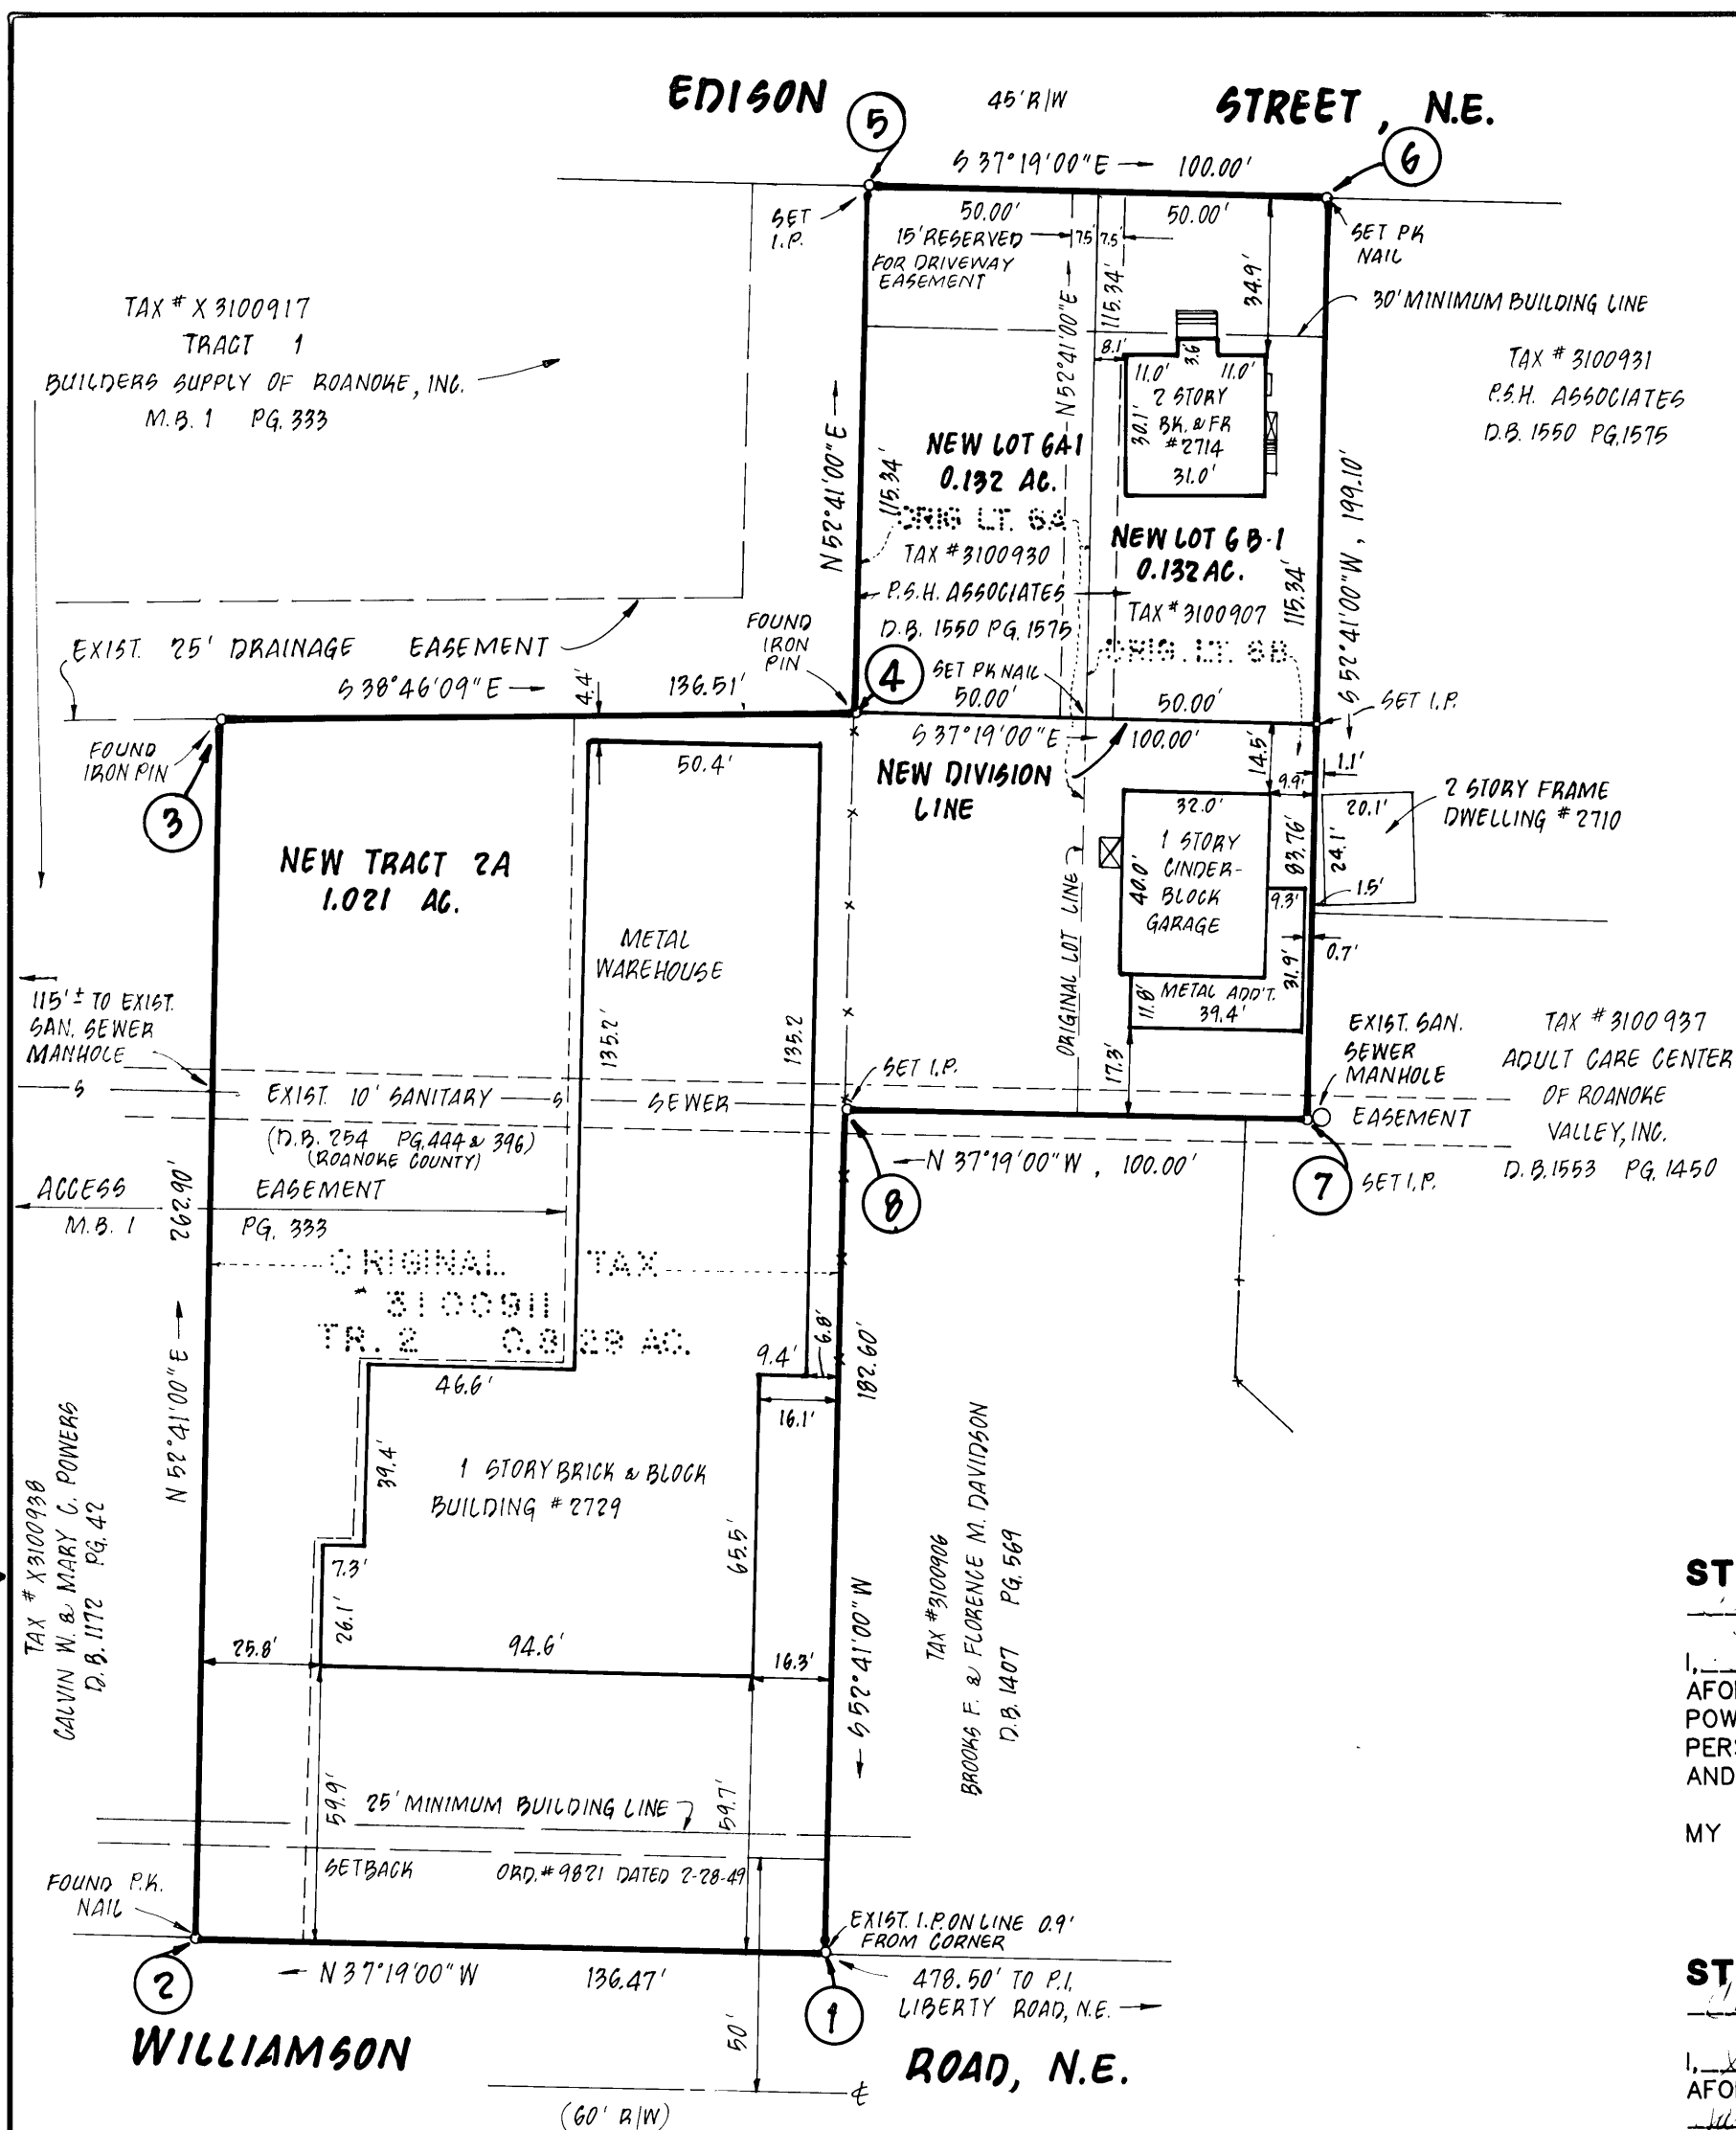 EDISON 45' R/W STREET, N.E.
5
6
S 37°19'00"E → 100.00'
SET
I.P.
50.00'
50.00'
15' RESERVED
FOR DRIVEWAY
EASEMENT
7.5' 7.5'
SET PK
NAIL
34.9'
30' MINIMUM BUILDING LINE
TAX # X 3100917
TRACT 1
BUILDERS SUPPLY OF ROANOKE, INC.
M.B. 1 PG. 333
TAX # 3100931
P.S.H. ASSOCIATES
D.B. 1550 PG. 1575
N 52°41'00"E
115.34'
N 52°41'00"E
115.34'
8.1'
3.6'
11.0'
11.0'
2 STORY
BK. & FR
#2714
31.0'
30.1'
NEW LOT 6A1
0.132 AC.
ORIG LT. 6A
TAX #3100930
P.S.H. ASSOCIATES
D.B. 1550 PG. 1575
NEW LOT 6B-1
0.132 AC.
TAX #3100907
ORIG. LT. 6B
115.34'
S 52°41'00"W, 199.10'
EXIST. 25' DRAINAGE EASEMENT
S 38°46'09"E →
4.4'
136.51'
FOUND
IRON
PIN
4
SET PK NAIL
50.00'
50.00'
SET I.P.
S 37°19'00"E → 100.00'
NEW DIVISION
LINE
FOUND
IRON PIN
3
50.4'
14.5'
9.9'
1.1'
32.0'
1 STORY
CINDER-
BLOCK
GARAGE
40.0'
83.76'
20.1'
24.1'
2 STORY FRAME
DWELLING #2710
1.5'
9.3'
31.9'
0.7'
METAL ADD'T.
39.4'
11.8'
17.3'
ORIGINAL LOT LINE
NEW TRACT 2A
1.021 AC.
METAL
WAREHOUSE
135.2'
135.2
115'± TO EXIST.
SAN. SEWER
MANHOLE
S
EXIST. 10' SANITARY S SEWER
(D.B. 254 PG. 444 & 396)
(ROANOKE COUNTY)
SET I.P.
EXIST. SAN.
SEWER
MANHOLE
EASEMENT
TAX #3100937
ADULT CARE CENTER
OF ROANOKE
VALLEY, INC.
D.B. 1553 PG. 1450
← N 37°19'00"W, 100.00'
8
7
SET I.P.
ACCESS EASEMENT
M.B. 1 PG. 333
262.90'
N 52°41'00"E
ORIGINAL TAX
# 3100911
TR. 2 0.829 AC.
46.6'
9.4'
6.8'
16.1'
182.60'
39.4'
1 STORY BRICK & BLOCK
BUILDING #2729
65.5'
7.3'
26.1'
25.8'
94.6'
16.3'
S 52°41'00"W
TAX # X3100938
CALVIN W. & MARY C. POWERS
D.B. 1172 PG. 42
TAX #3100906
BROOKS F. & FLORENCE M. DAVIDSON
D.B. 1407 PG. 569
59.9'
25' MINIMUM BUILDING LINE
59.7'
SETBACK ORD. #9821 DATED 2-28-49
FOUND P.K.
NAIL
EXIST. I.P. ON LINE 0.9'
FROM CORNER
2
← N 37°19'00"W 136.47'
1
478.50' TO P.I.
LIBERTY ROAD, N.E. →
50'
WILLIAMSON ROAD, N.E.
(60' R/W)
℄
ST
I,
AFO
POW
PER
AND
MY
ST
I,
AFO